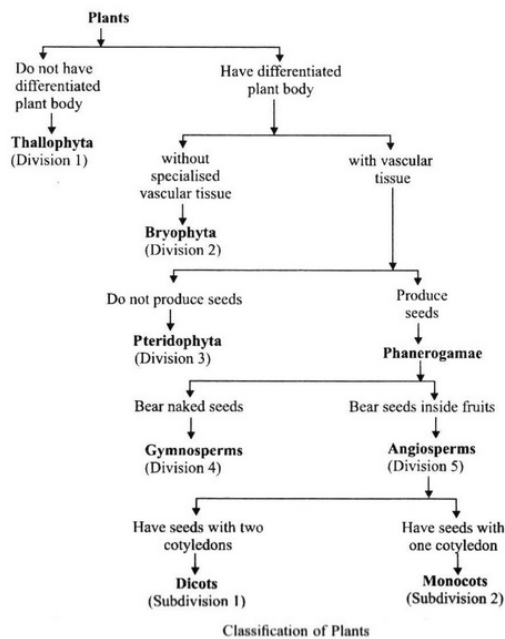 Plants
Do not have
differentiated
plant body
Have differentiated
plant body
Thallophyta
(Division 1)
without
specialised
vascular tissue
with vascular
tissue
Bryophyta
(Division 2)
Do not produce seeds
Produce
seeds
Pteridophyta
(Division 3)
Phanerogamae
Bear naked seeds
Bear seeds inside fruits
Gymnosperms
(Division 4)
Angiosperms
(Division 5)
Have seeds with two
cotyledons
Have seeds with
one cotyledon
Dicots
(Subdivision 1)
Monocots
(Subdivision 2)
Classification of Plants